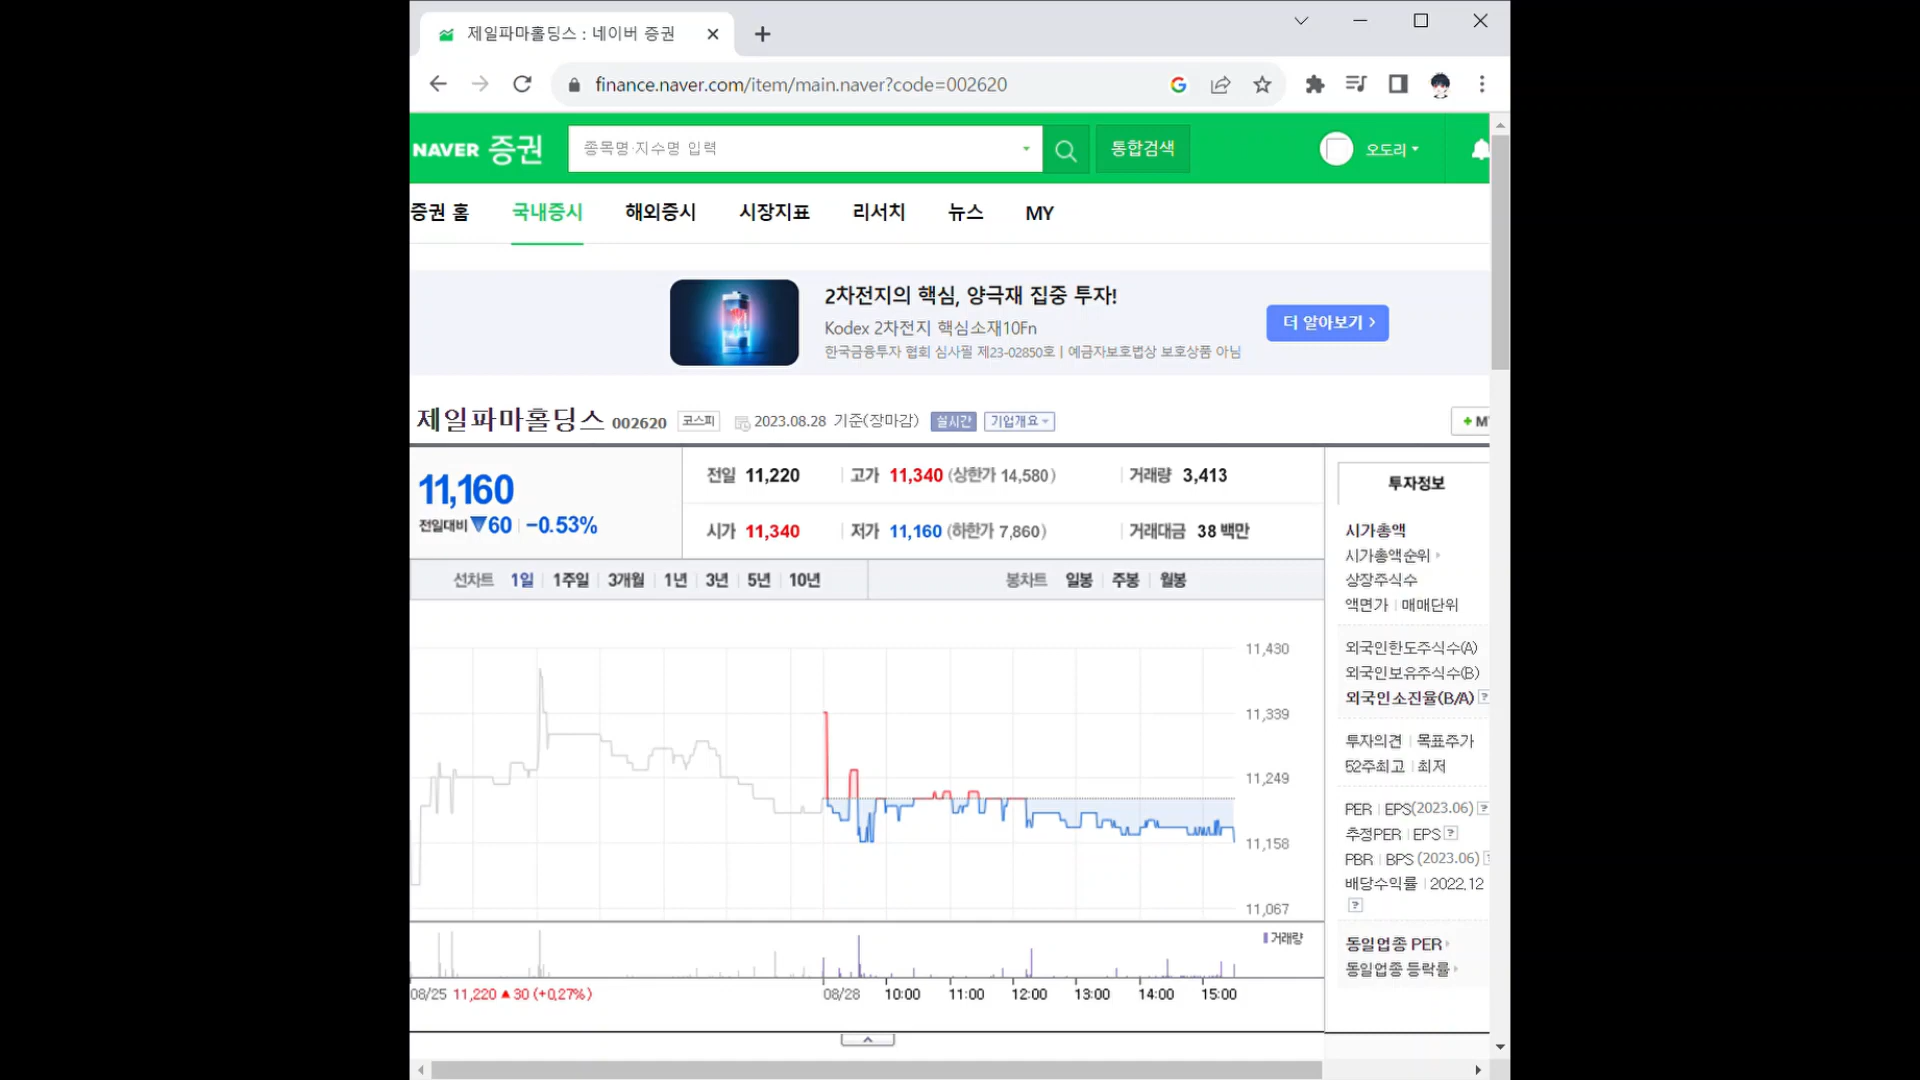 제일파마홀딩스 : 네이버 증권
finance.naver.com/item/main.naver?code=002620
NAVER 증권
종목명·지수명 입력
통합검색
오도리
증권 홈 국내증시 해외증시 시장지표 리서치 뉴스 MY
2차전지의 핵심, 양극재 집중 투자!
Kodex 2차전지 핵심소재10Fn
한국금융투자 협회 심사필 제23-02850호 | 예금자보호법상 보호상품 아님
더 알아보기 >
제일파마홀딩스 002620 코스피 2023.08.28 기준(장마감) 실시간 기업개요
+ M
11,160
전일대비 ▼60 | -0.53%
전일 11,220 | 고가 11,340 (상한가 14,580) | 거래량 3,413
시가 11,340 | 저가 11,160 (하한가 7,860) | 거래대금 38 백만
선차트 1일 1주일 3개월 1년 3년 5년 10년 봉차트 일봉 주봉 월봉
11,430
11,339
11,249
11,158
11,067
거래량
08/25 11,220 ▲ 30 (+0.27%) 08/28 10:00 11:00 12:00 13:00 14:00 15:00
투자정보
시가총액
시가총액순위
상장주식수
액면가 | 매매단위
외국인한도주식수(A)
외국인보유주식수(B)
외국인소진율(B/A) ?
투자의견 | 목표주가
52주최고 | 최저
PER | EPS(2023.06) ?
추정PER | EPS ?
PBR | BPS (2023.06) ?
배당수익률 | 2022.12
?
동일업종 PER
동일업종 등락률